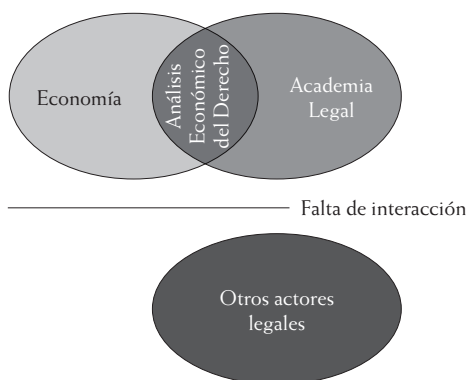 Economía
Análisis
Económico
del Derecho
Academia
Legal
Falta de interacción
Otros actores
legales